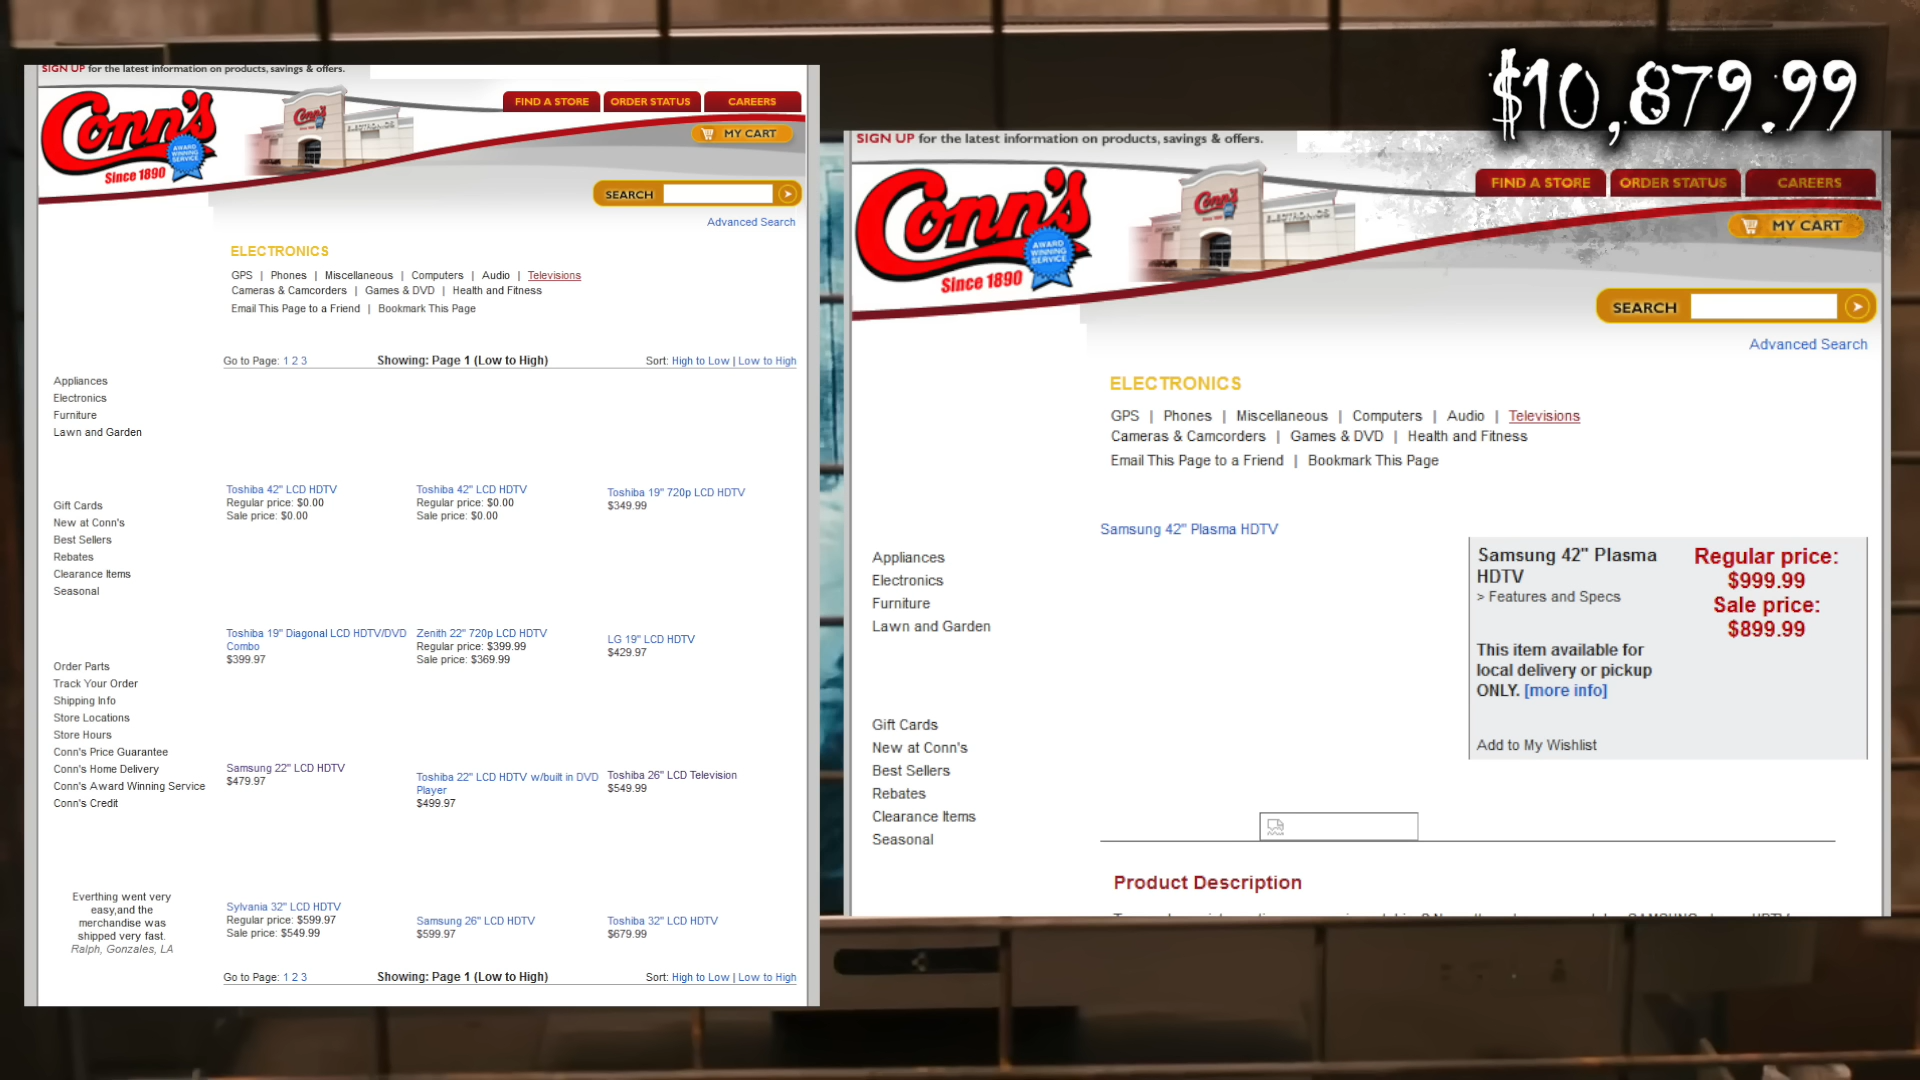 $10,879.99
SIGN UP for the latest information on products, savings & offers.
Conn's
AWARD
WINNING
SERVICE
Since 1890
Conn's
ELECTRONICS
FIND A STORE
ORDER STATUS
CAREERS
MY CART
SEARCH
Advanced Search
ELECTRONICS
GPS | Phones | Miscellaneous | Computers | Audio | Televisions
Cameras & Camcorders | Games & DVD | Health and Fitness
Email This Page to a Friend | Bookmark This Page
Go to Page: 1 2 3 Showing: Page 1 (Low to High) Sort: High to Low | Low to High
Appliances
Electronics
Furniture
Lawn and Garden
Gift Cards
New at Conn's
Best Sellers
Rebates
Clearance Items
Seasonal
Order Parts
Track Your Order
Shipping Info
Store Locations
Store Hours
Conn's Price Guarantee
Conn's Home Delivery
Conn's Award Winning Service
Conn's Credit
Everthing went very
easy,and the
merchandise was
shipped very fast.
Ralph, Gonzales, LA
Toshiba 42" LCD HDTV
Regular price: $0.00
Sale price: $0.00
Toshiba 42" LCD HDTV
Regular price: $0.00
Sale price: $0.00
Toshiba 19" 720p LCD HDTV
$349.99
Toshiba 19" Diagonal LCD HDTV/DVD
Combo
$399.97
Zenith 22" 720p LCD HDTV
Regular price: $399.99
Sale price: $369.99
LG 19" LCD HDTV
$429.97
Samsung 22" LCD HDTV
$479.97
Toshiba 22" LCD HDTV w/built in DVD
Player
$499.97
Toshiba 26" LCD Television
$549.99
Sylvania 32" LCD HDTV
Regular price: $599.97
Sale price: $549.99
Samsung 26" LCD HDTV
$599.97
Toshiba 32" LCD HDTV
$679.99
Go to Page: 1 2 3 Showing: Page 1 (Low to High) Sort: High to Low | Low to High
SIGN UP for the latest information on products, savings & offers.
Conn's
AWARD
WINNING
SERVICE
Since 1890
Conn's
ELECTRONICS
FIND A STORE
ORDER STATUS
CAREERS
MY CART
SEARCH
Advanced Search
ELECTRONICS
GPS | Phones | Miscellaneous | Computers | Audio | Televisions
Cameras & Camcorders | Games & DVD | Health and Fitness
Email This Page to a Friend | Bookmark This Page
Appliances
Electronics
Furniture
Lawn and Garden
Gift Cards
New at Conn's
Best Sellers
Rebates
Clearance Items
Seasonal
Samsung 42" Plasma HDTV
Samsung 42" Plasma
HDTV
> Features and Specs
Regular price:
$999.99
Sale price:
$899.99
This item available for
local delivery or pickup
ONLY. [more info]
Add to My Wishlist
Product Description